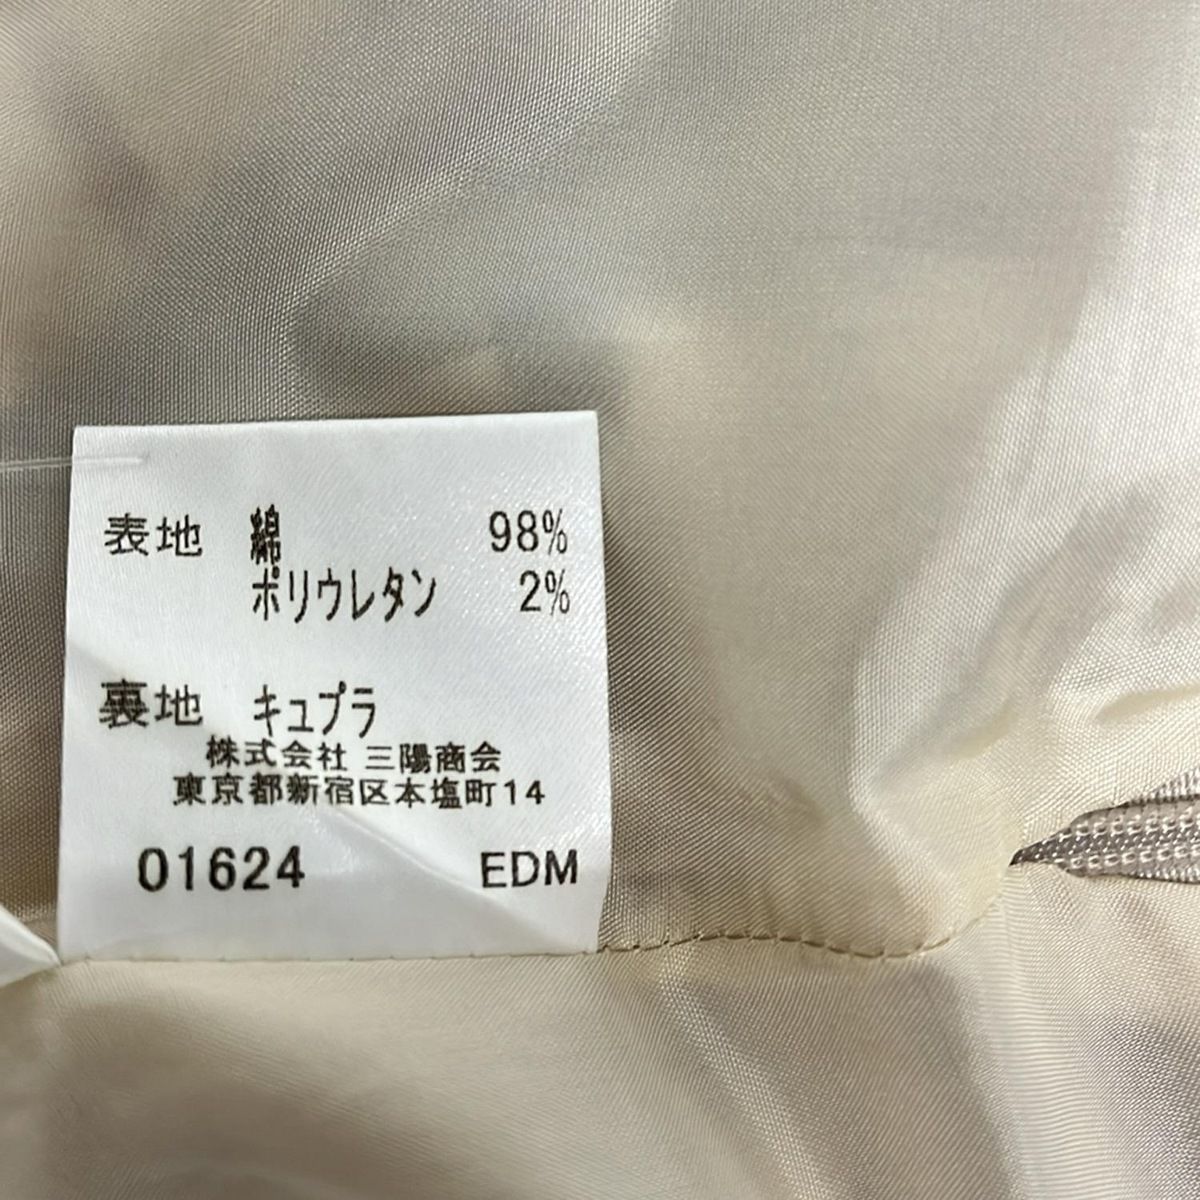 表地 綿 98%
ポリウレタン 2%
裏地 キュプラ
株式会社 三陽商会
東京都新宿区本塩町14
01624 EDM